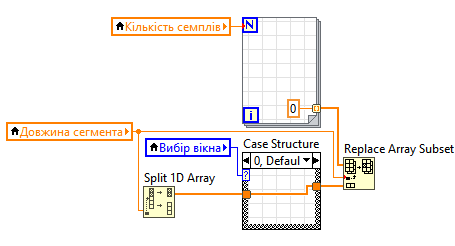 Кількість семплів
N
i
0
Довжина сегмента
Вибір вікна
Case Structure
0, Defaul
?
Replace Array Subset
Split 1D Array